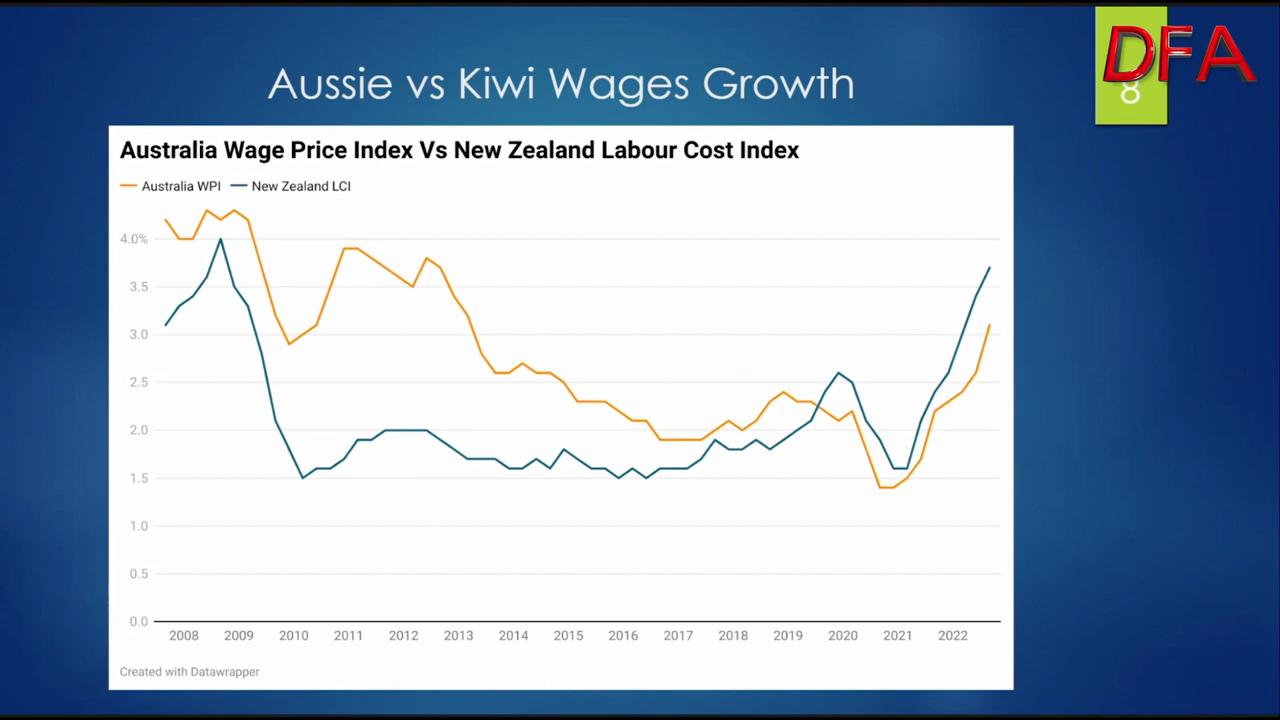 Aussie vs Kiwi Wages Growth
DFA
8
Australia Wage Price Index Vs New Zealand Labour Cost Index
Australia WPI New Zealand LCI
4.0%
3.5
3.0
2.5
2.0
1.5
1.0
0.5
0.0
2008 2009 2010 2011 2012 2013 2014 2015 2016 2017 2018 2019 2020 2021 2022
Created with Datawrapper